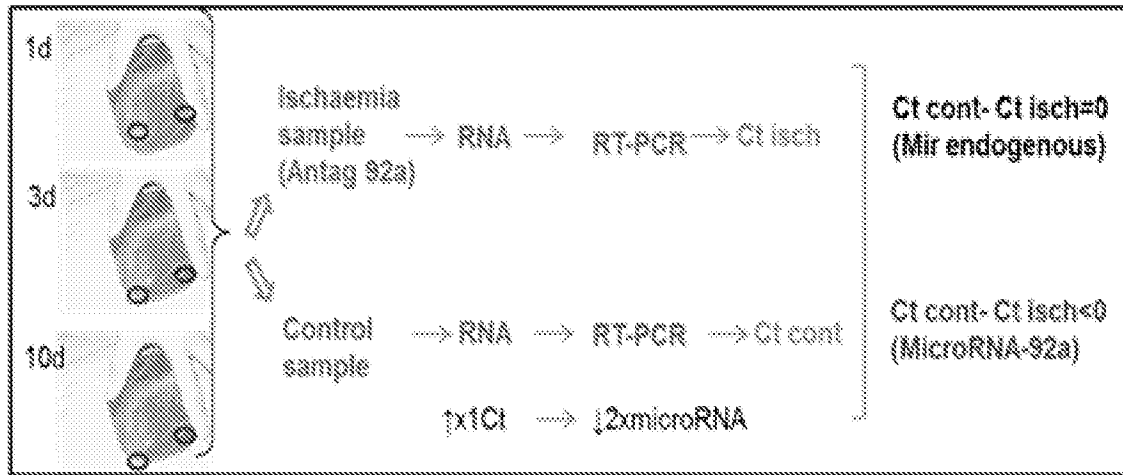 1d
3d
10d
Ischaemia
sample
(Antag 92a)
→ RNA → RT-PCR → Ct isch
Control
sample
→ RNA → RT-PCR → Ct cont
↑x1Ct → ↓2xmicroRNA
Ct cont- Ct isch=0
(Mir endogenous)
Ct cont- Ct isch<0
(MicroRNA-92a)